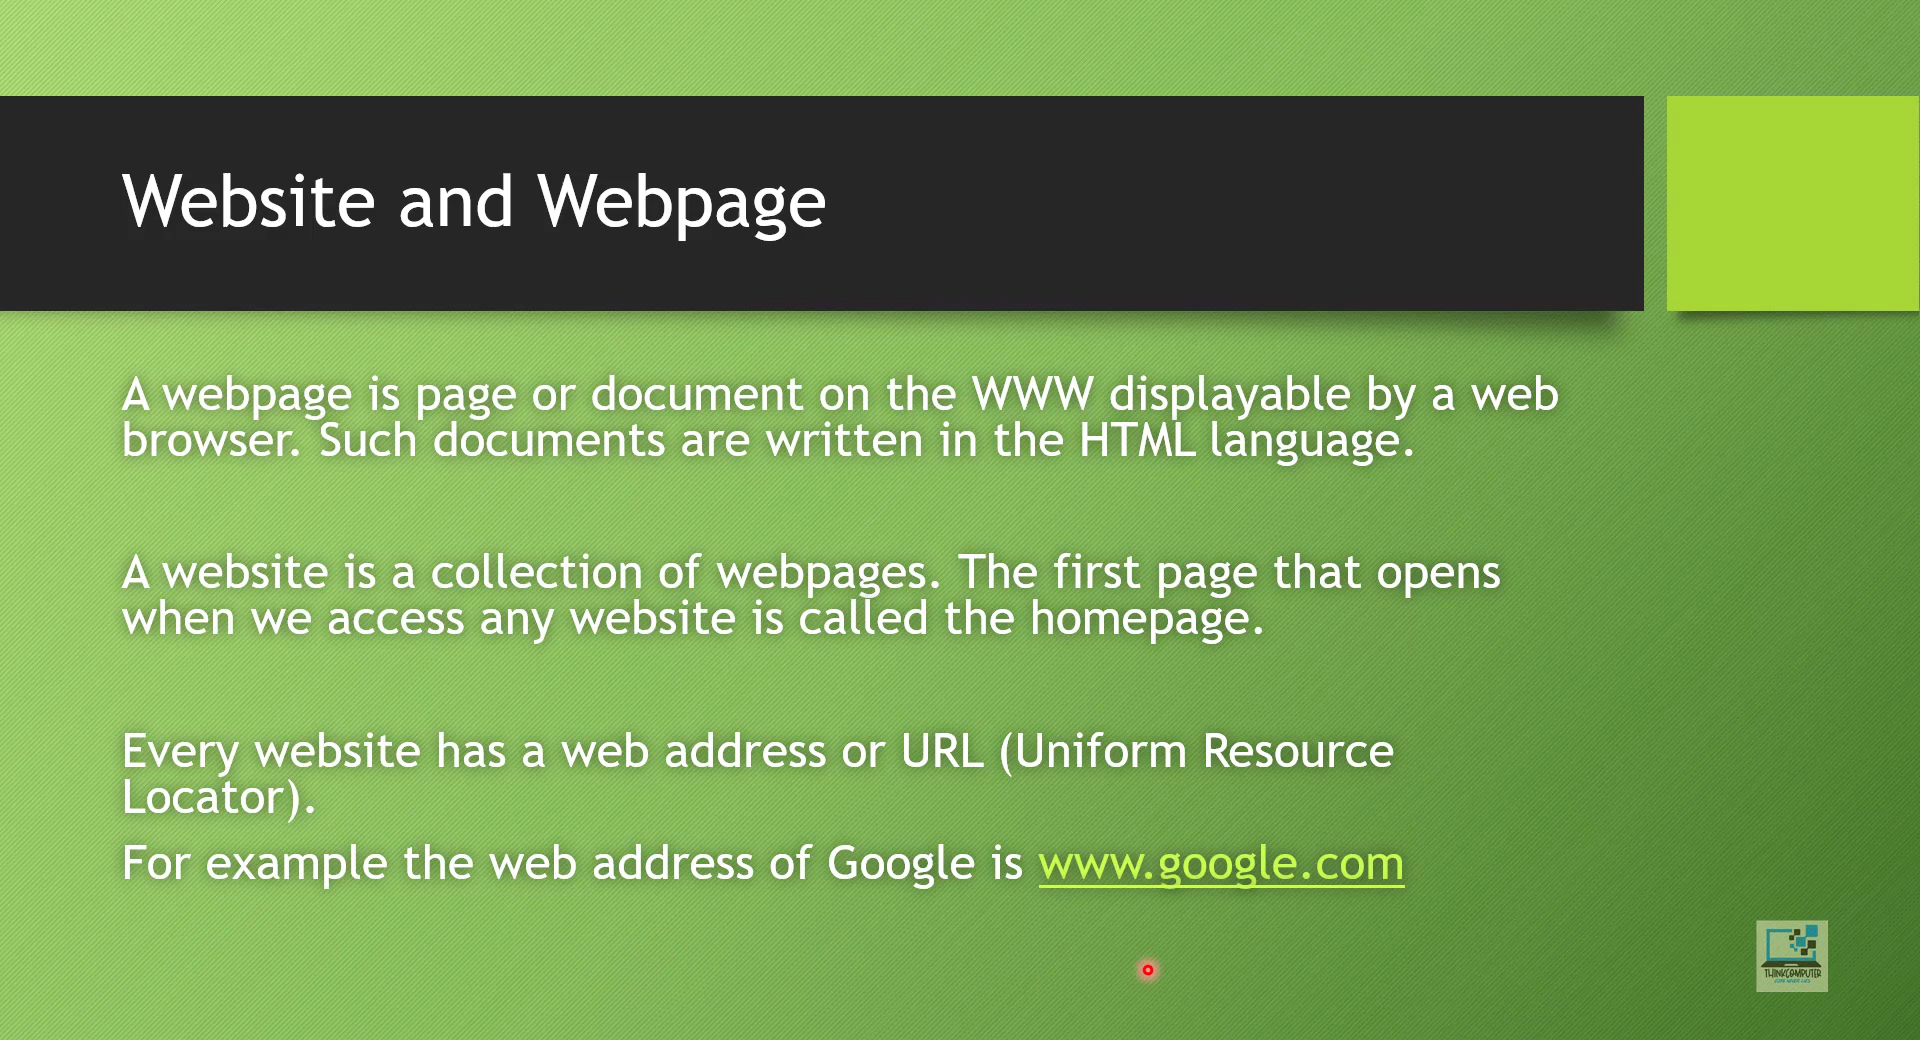 Website and Webpage
A webpage is page or document on the WWW displayable by a web
browser. Such documents are written in the HTML language.
A website is a collection of webpages. The first page that opens
when we access any website is called the homepage.
Every website has a web address or URL (Uniform Resource
Locator).
For example the web address of Google is www.google.com
THINKCOMPUTER